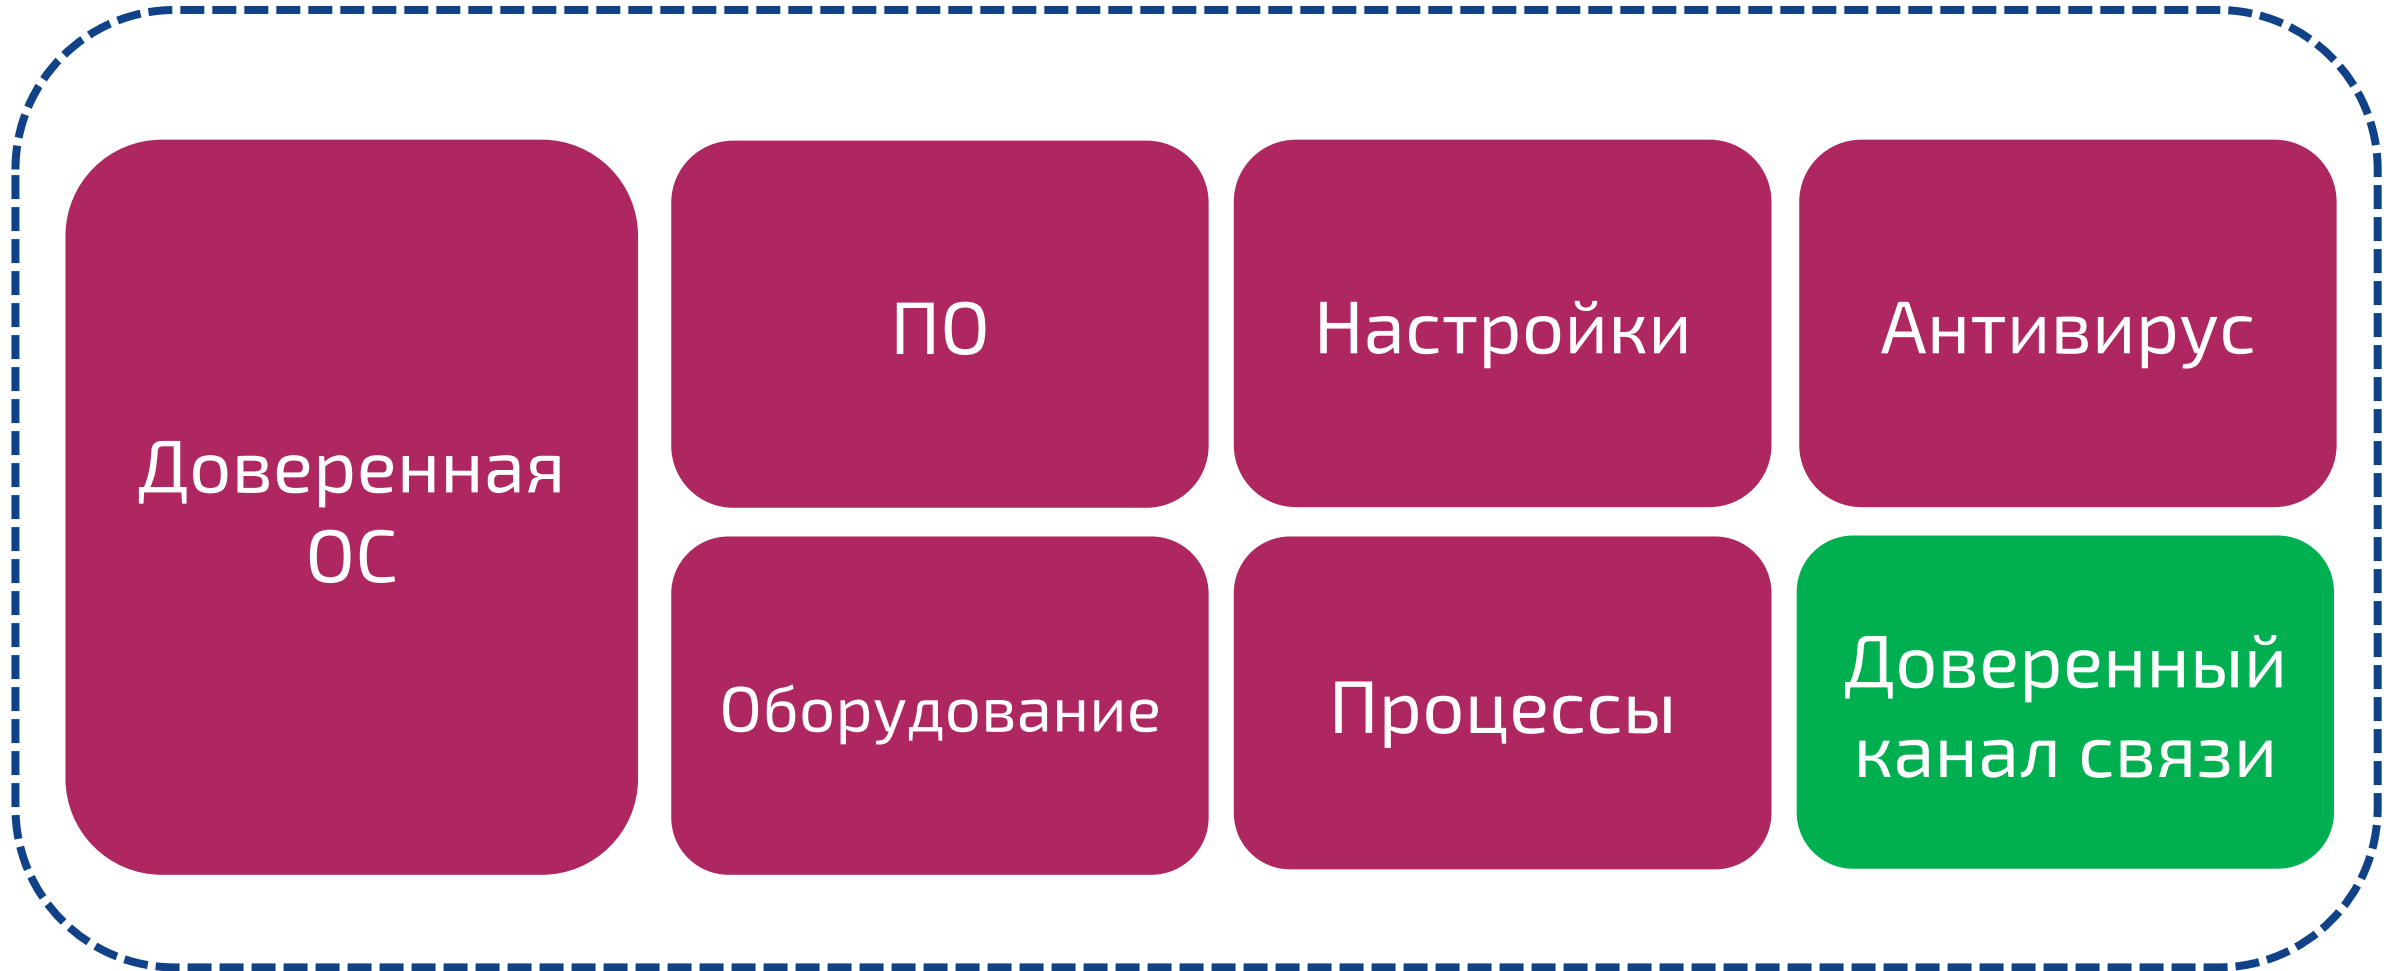 Доверенная
ОС
ПО
Настройки
Антивирус
Оборудование
Процессы
Доверенный
канал связи